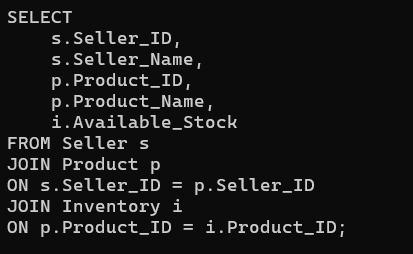 SELECT
    s.Seller_ID,
    s.Seller_Name,
    p.Product_ID,
    p.Product_Name,
    i.Available_Stock
FROM Seller s
JOIN Product p
ON s.Seller_ID = p.Seller_ID
JOIN Inventory i
ON p.Product_ID = i.Product_ID;